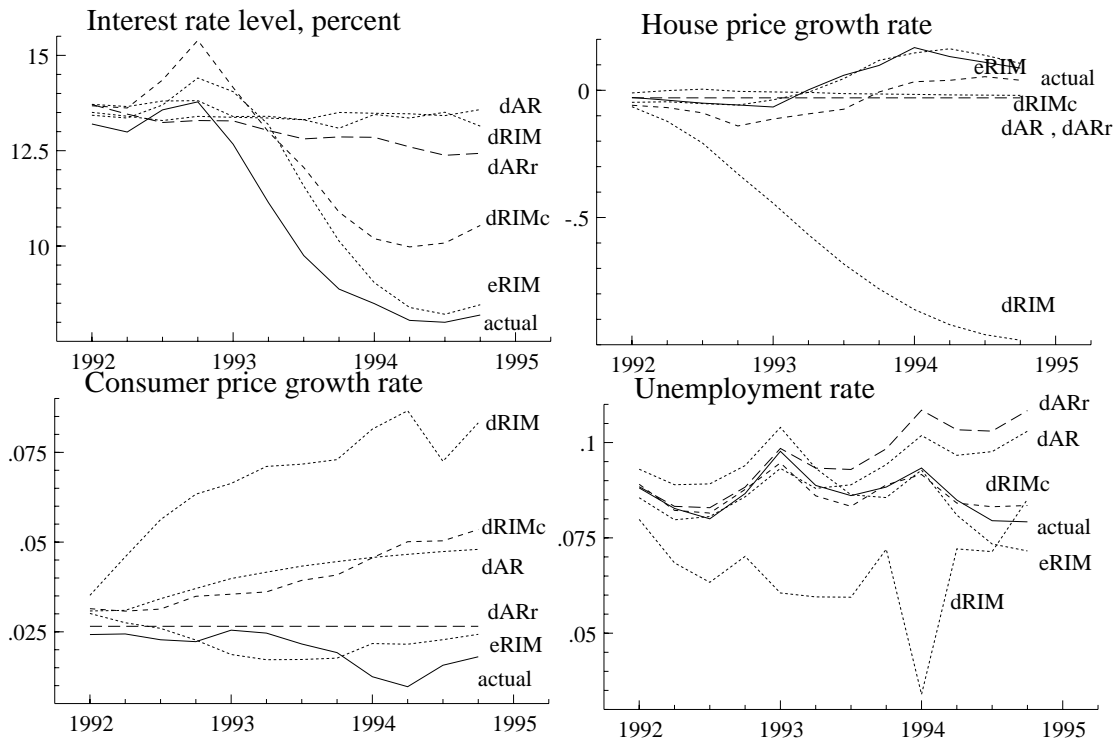 Interest rate level, percent
15
12.5
10
dAR
dRIM
dARr
dRIMc
eRIM
actual
1992 1993 1994 1995
House price growth rate
0
-.5
eRIM
actual
dRIMc
dAR , dARr
dRIM
1992 1993 1994 1995
Consumer price growth rate
.075
.05
.025
dRIM
dRIMc
dAR
dARr
eRIM
actual
1992 1993 1994 1995
Unemployment rate
.1
.075
.05
dARr
dAR
dRIMc
actual
eRIM
dRIM
1992 1993 1994 1995